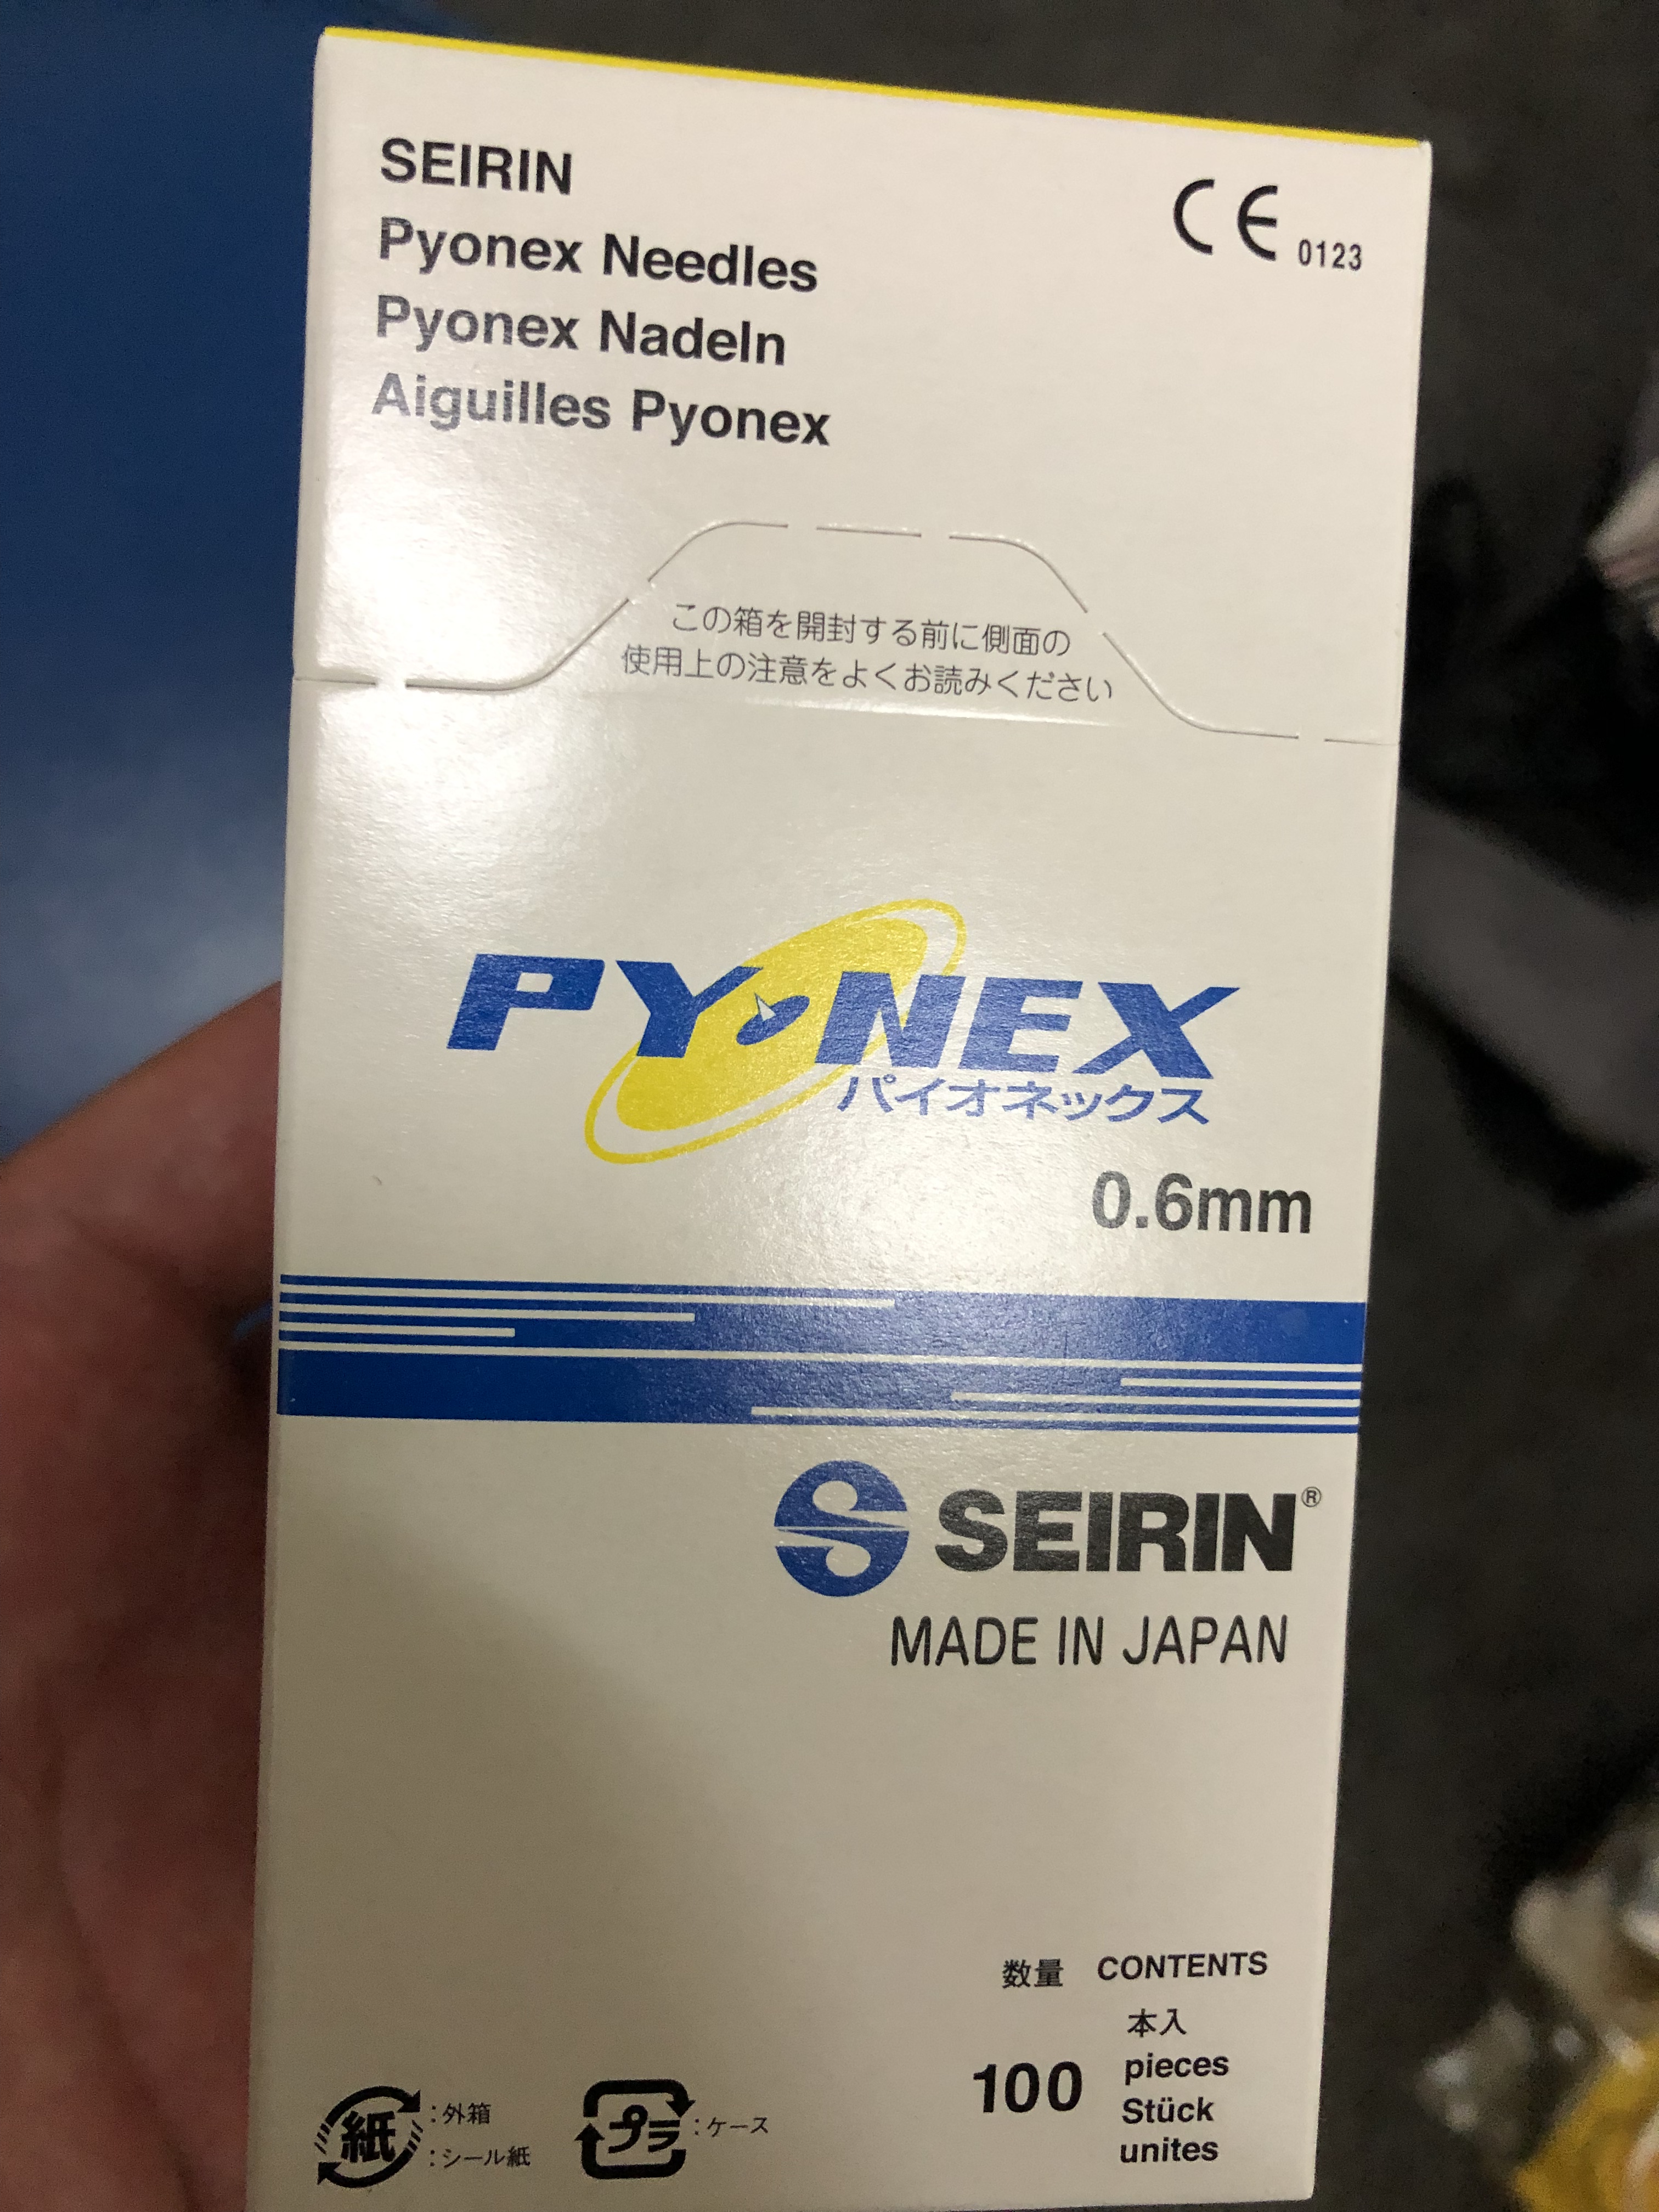 SEIRIN
Pyonex Needles
Pyonex Nadeln
Aiguilles Pyonex
CE 0123
この箱を開封する前に側面の
使用上の注意をよくお読みください
PYONEX
パイオネックス
0.6mm
SEIRIN®
MADE IN JAPAN
数量 CONTENTS
100
本入
pieces
Stück
unites
紙
:外箱
:シール紙
プラ
:ケース